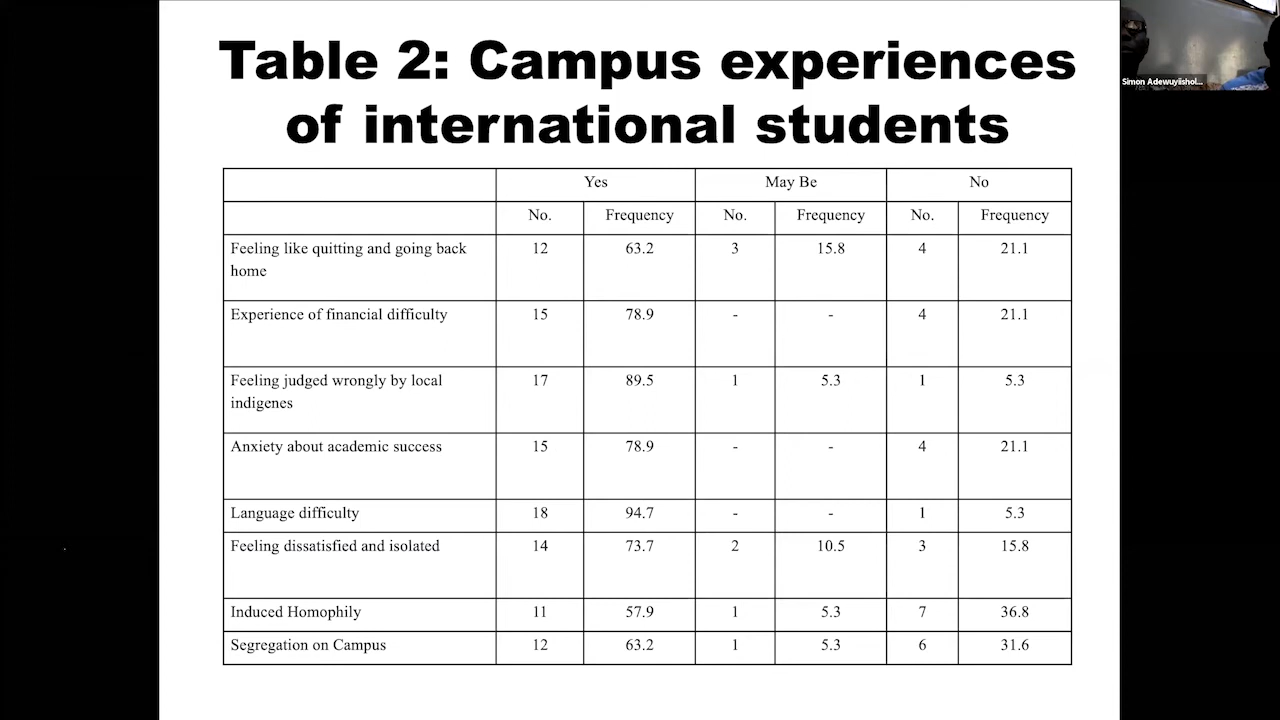 Table 2: Campus experiences
of international students
Yes May Be No
No. Frequency No. Frequency No. Frequency
Feeling like quitting and going back
home 12 63.2 3 15.8 4 21.1
Experience of financial difficulty 15 78.9 - - 4 21.1
Feeling judged wrongly by local
indigenes 17 89.5 1 5.3 1 5.3
Anxiety about academic success 15 78.9 - - 4 21.1
Language difficulty 18 94.7 - - 1 5.3
Feeling dissatisfied and isolated 14 73.7 2 10.5 3 15.8
Induced Homophily 11 57.9 1 5.3 7 36.8
Segregation on Campus 12 63.2 1 5.3 6 31.6
Simon Adewuyiishol...